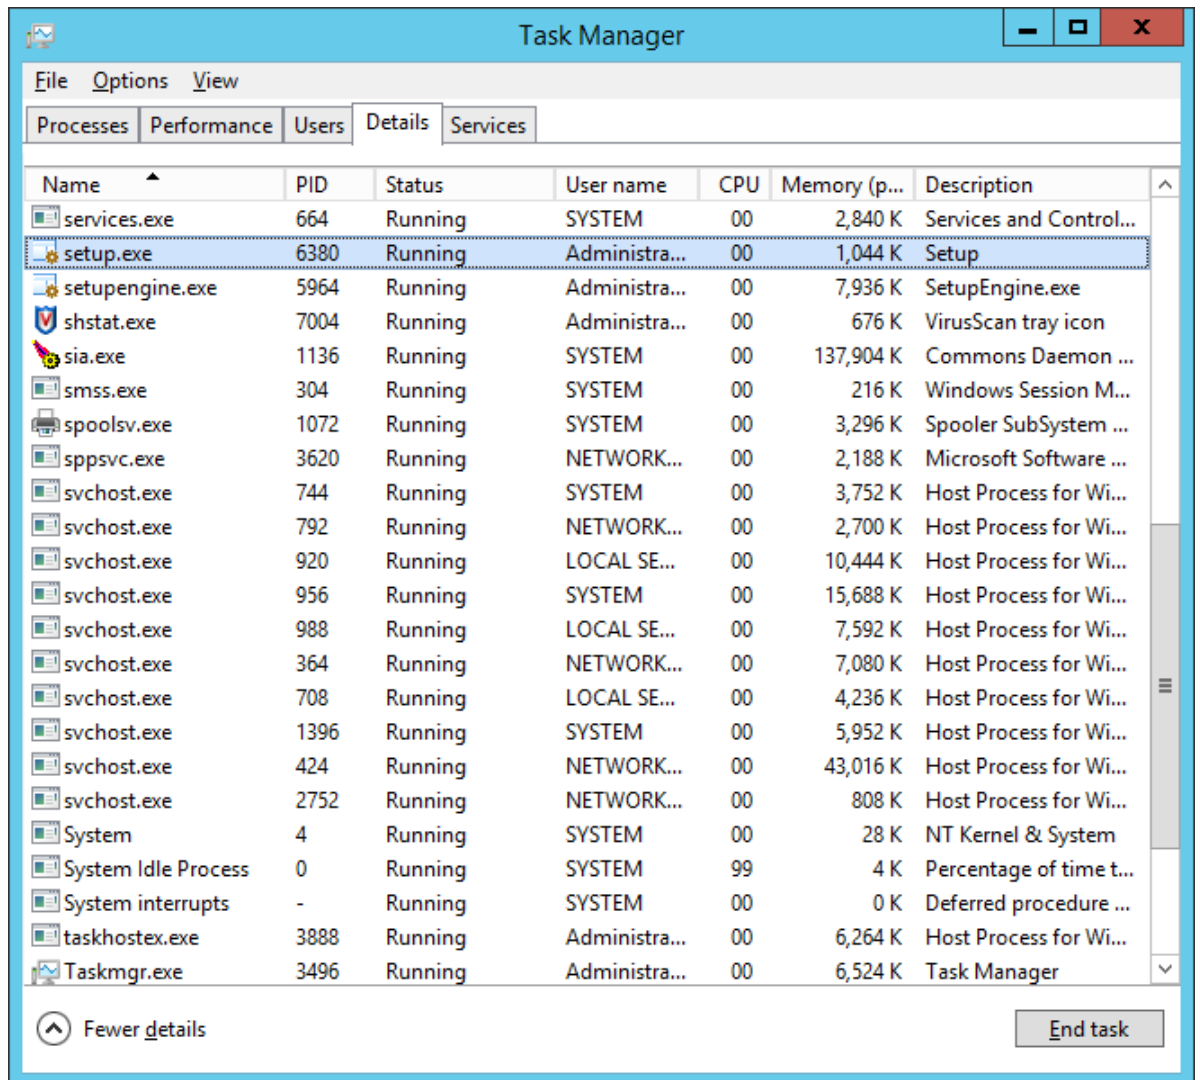 Task Manager
File Options View
Processes Performance Users Details Services
Name PID Status User name CPU Memory (p... Description
services.exe 664 Running SYSTEM 00 2,840 K Services and Control...
setup.exe 6380 Running Administra... 00 1,044 K Setup
setupengine.exe 5964 Running Administra... 00 7,936 K SetupEngine.exe
shstat.exe 7004 Running Administra... 00 676 K VirusScan tray icon
sia.exe 1136 Running SYSTEM 00 137,904 K Commons Daemon ...
smss.exe 304 Running SYSTEM 00 216 K Windows Session M...
spoolsv.exe 1072 Running SYSTEM 00 3,296 K Spooler SubSystem ...
sppsvc.exe 3620 Running NETWORK... 00 2,188 K Microsoft Software ...
svchost.exe 744 Running SYSTEM 00 3,752 K Host Process for Wi...
svchost.exe 792 Running NETWORK... 00 2,700 K Host Process for Wi...
svchost.exe 920 Running LOCAL SE... 00 10,444 K Host Process for Wi...
svchost.exe 956 Running SYSTEM 00 15,688 K Host Process for Wi...
svchost.exe 988 Running LOCAL SE... 00 7,592 K Host Process for Wi...
svchost.exe 364 Running NETWORK... 00 7,080 K Host Process for Wi...
svchost.exe 708 Running LOCAL SE... 00 4,236 K Host Process for Wi...
svchost.exe 1396 Running SYSTEM 00 5,952 K Host Process for Wi...
svchost.exe 424 Running NETWORK... 00 43,016 K Host Process for Wi...
svchost.exe 2752 Running NETWORK... 00 808 K Host Process for Wi...
System 4 Running SYSTEM 00 28 K NT Kernel & System
System Idle Process 0 Running SYSTEM 99 4 K Percentage of time t...
System interrupts - Running SYSTEM 00 0 K Deferred procedure ...
taskhostex.exe 3888 Running Administra... 00 6,264 K Host Process for Wi...
Taskmgr.exe 3496 Running Administra... 00 6,524 K Task Manager
Fewer details End task